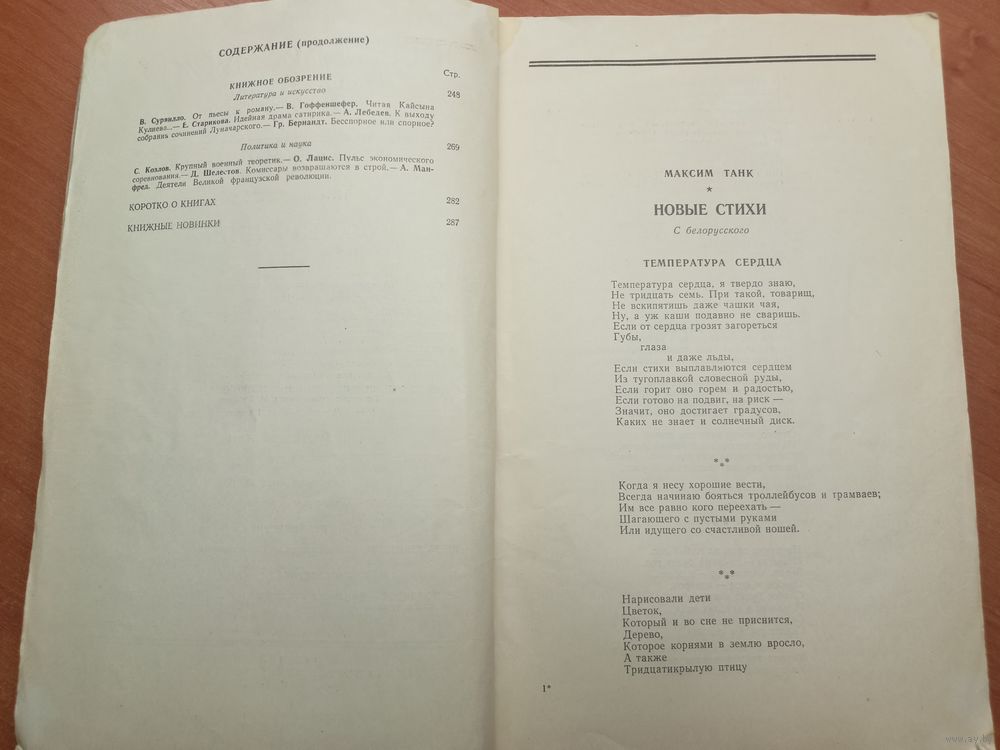 СОДЕРЖАНИЕ (продолжение)
Стр.
КНИЖНОЕ ОБОЗРЕНИЕ
Литература и искусство 248
В. Сурвилло. От пьесы к роману.— В. Гоффеншефер. Читая Кайсына
Кулиева...— Е. Старикова. Идейная драма сатирика.— А. Лебедев. К выходу
собрания сочинений Луначарского.— Гр. Бернандт. Бесспорное или спорное?
Политика и наука 269
С. Козлов. Крупный военный теоретик.— О. Лацис. Пульс экономического
соревнования.— Д. Шелестов. Комиссары возвращаются в строй.— А. Ман-
фред. Деятели Великой французской революции.
КОРОТКО О КНИГАХ 282
КНИЖНЫЕ НОВИНКИ 287
МАКСИМ ТАНК
★
НОВЫЕ СТИХИ
С белорусского
ТЕМПЕРАТУРА СЕРДЦА
Температура сердца, я твердо знаю,
Не тридцать семь. При такой, товарищ,
Не вскипятишь даже чашки чая,
Ну, а уж каши подавно не сваришь.
Если от сердца грозят загореться
Губы,
глаза
и даже льды,
Если стихи выплавляются сердцем
Из тугоплавкой словесной руды,
Если горит оно горем и радостью,
Если готово на подвиг, на риск —
Значит, оно достигает градусов,
Каких не знает и солнечный диск.
* * *
Когда я несу хорошие вести,
Всегда начинаю бояться троллейбусов и трамваев;
Им все равно кого переехать —
Шагающего с пустыми руками
Или идущего со счастливой ношей.
* * *
Нарисовали дети
Цветок,
Который и во сне не приснится,
Дерево,
Которое корнями в землю вросло,
А также
Тридцатикрылую птицу
1*
www.ay.by